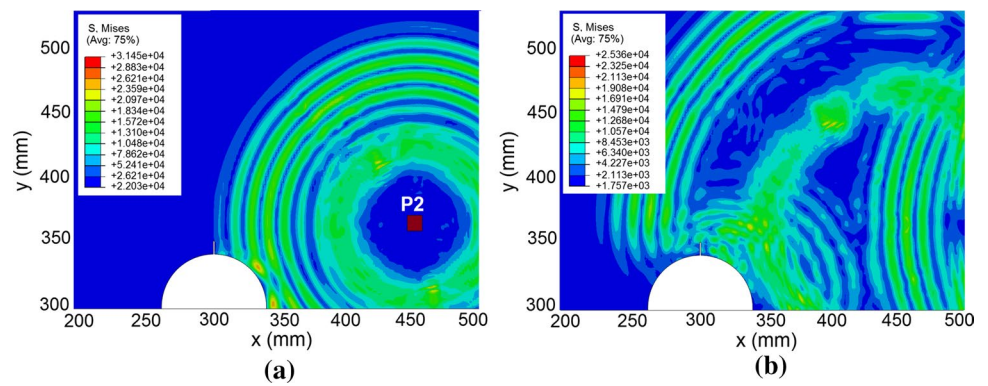 S. Mises
(Avg: 75%)
+3.145e+04
+2.883e+04
+2.621e+04
+2.359e+04
+2.097e+04
+1.834e+04
+1.572e+04
+1.310e+04
+1.048e+04
+7.862e+04
+5.241e+04
+2.621e+04
+2.203e+04
y (mm)
500
450
400
350
300
P2
200
250
300
350
400
450
500
x (mm)
(a)
S. Mises
(Avg: 75%)
+2.536e+04
+2.325e+04
+2.113e+04
+1.908e+04
+1.691e+04
+1.479e+04
+1.268e+04
+1.057e+04
+8.453e+03
+6.340e+03
+4.227e+03
+2.113e+03
+1.757e+03
y (mm)
500
450
400
350
300
200
250
300
340
400
450
500
x (mm)
(b)